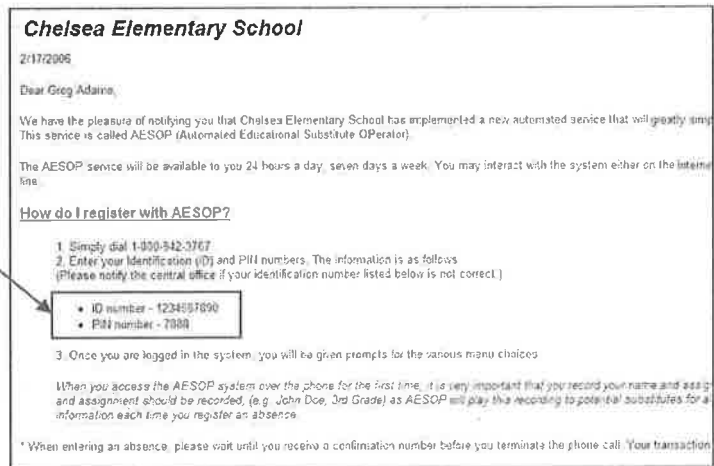 Chelsea Elementary School
2/17/2006
Dear Greg Adams,
We have the pleasure of notifying you that Chelsea Elementary School has implemented a new automated service that will greatly simp
This service is called AESOP (Automated Educational Substitute OPerator)
The AESOP service will be available to you 24 hours a day, seven days a week. You may interact with the system either on the interne
line.
How do I register with AESOP?
1. Simply dial 1-800-942-3767
2. Enter your Identification (ID) and PIN numbers. The information is as follows
(Please notify the central office if your identification number listed below is not correct.)
• ID number - 1234567890
• PIN number -
3. Once you are logged in the system, you will be given prompts for the various menu choices
When you access the AESOP system over the phone for the first time, it is very important that you record your name and assig
and assignment should be recorded, (e.g. John Doe, 3rd Grade) as AESOP will play this recording to potential substitutes for a
information each time you register an absence.
* When entering an absence, please wait until you receive a confirmation number before you terminate the phone call. Your transaction